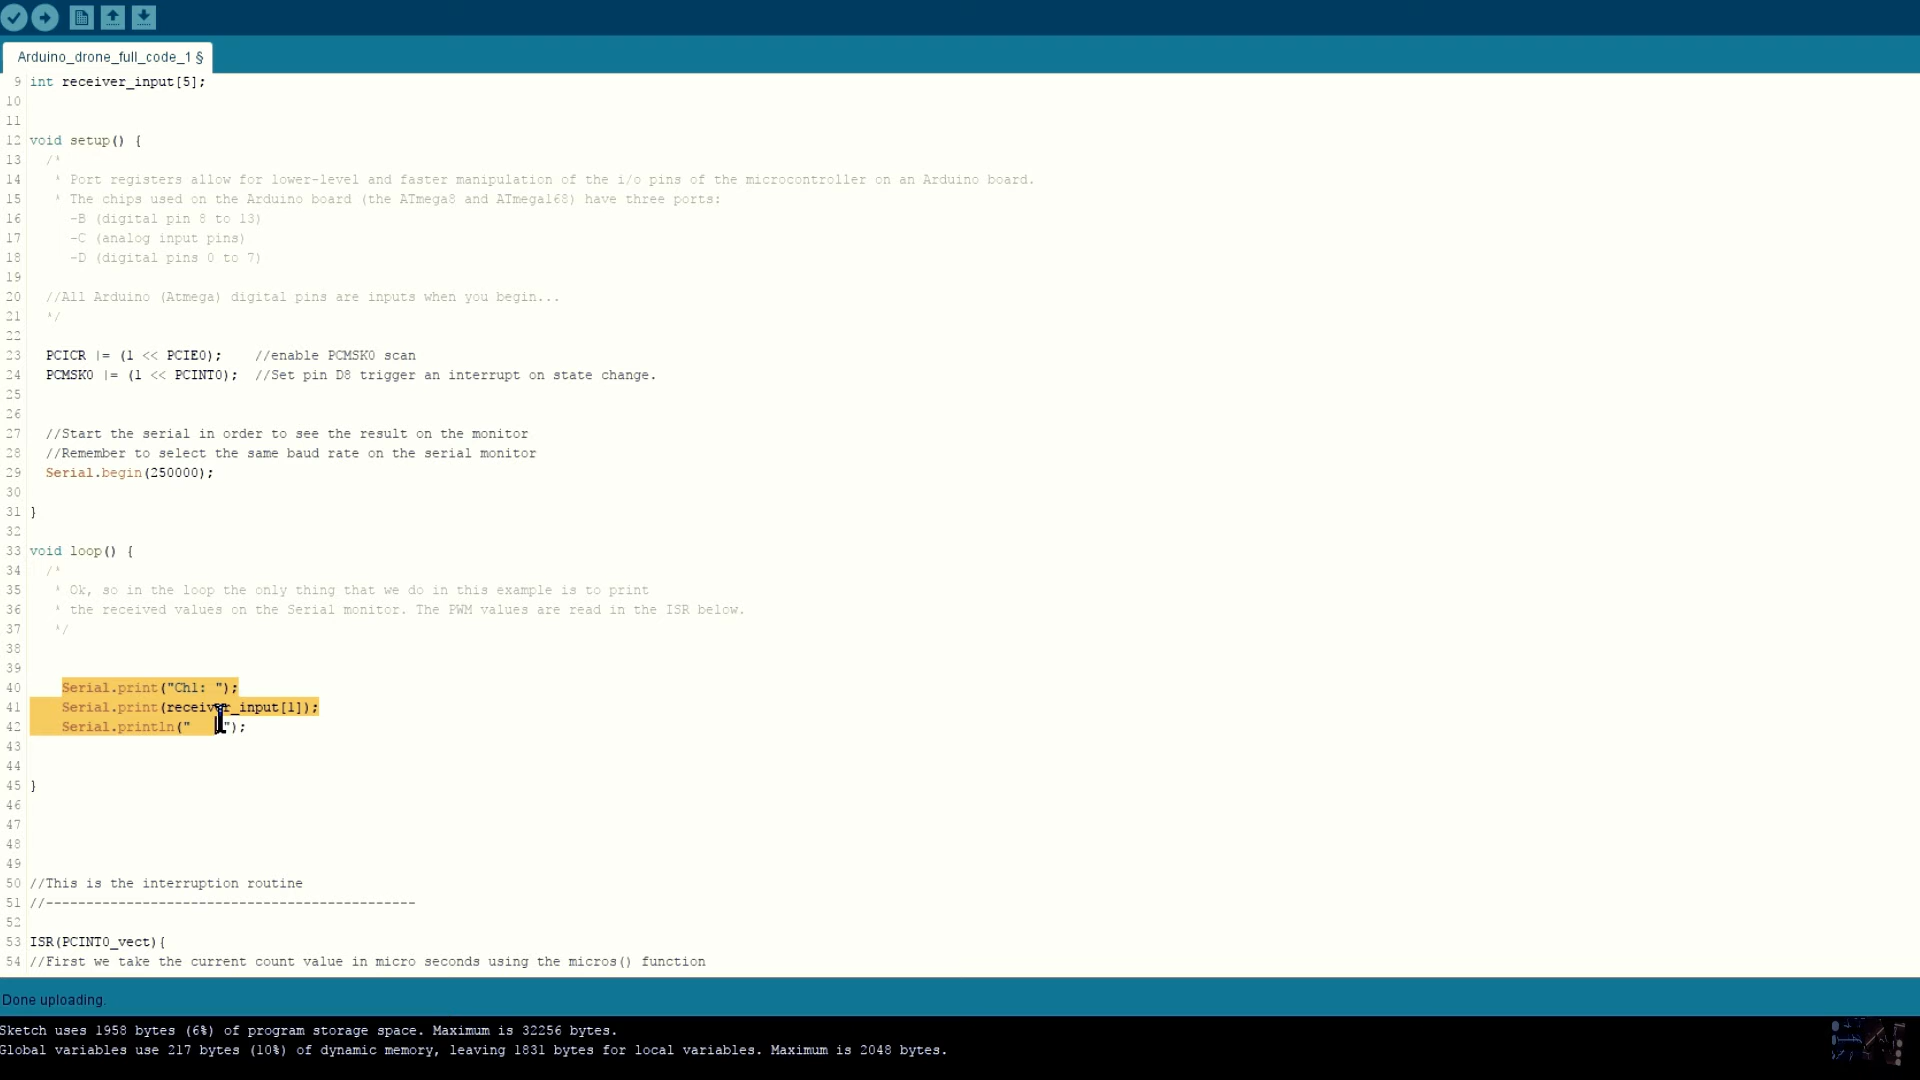 Arduino_drone_full_code_1 §
9 int receiver_input[5];
10
11
12 void setup() {
13   /*
14    * Port registers allow for lower-level and faster manipulation of the i/o pins of the microcontroller on an Arduino board.
15    * The chips used on the Arduino board (the ATmega8 and ATmega168) have three ports:
16      -B (digital pin 8 to 13)
17      -C (analog input pins)
18      -D (digital pins 0 to 7)
19
20   //All Arduino (Atmega) digital pins are inputs when you begin...
21   */
22
23   PCICR |= (1 << PCIE0);    //enable PCMSK0 scan
24   PCMSK0 |= (1 << PCINT0);  //Set pin D8 trigger an interrupt on state change.
25
26
27   //Start the serial in order to see the result on the monitor
28   //Remember to select the same baud rate on the serial monitor
29   Serial.begin(250000);
30
31 }
32
33 void loop() {
34   /*
35    * Ok, so in the loop the only thing that we do in this example is to print
36    * the received values on the Serial monitor. The PWM values are read in the ISR below.
37    */
38
39
40     Serial.print("Ch1: ");
41     Serial.print(receiver_input[1]);
42     Serial.println("    ");
43
44
45 }
46
47
48
49
50 //This is the interruption routine
51 //----------------------------------------------
52
53 ISR(PCINT0_vect){
54 //First we take the current count value in micro seconds using the micros() function
Done uploading.
Sketch uses 1958 bytes (6%) of program storage space. Maximum is 32256 bytes.
Global variables use 217 bytes (10%) of dynamic memory, leaving 1831 bytes for local variables. Maximum is 2048 bytes.